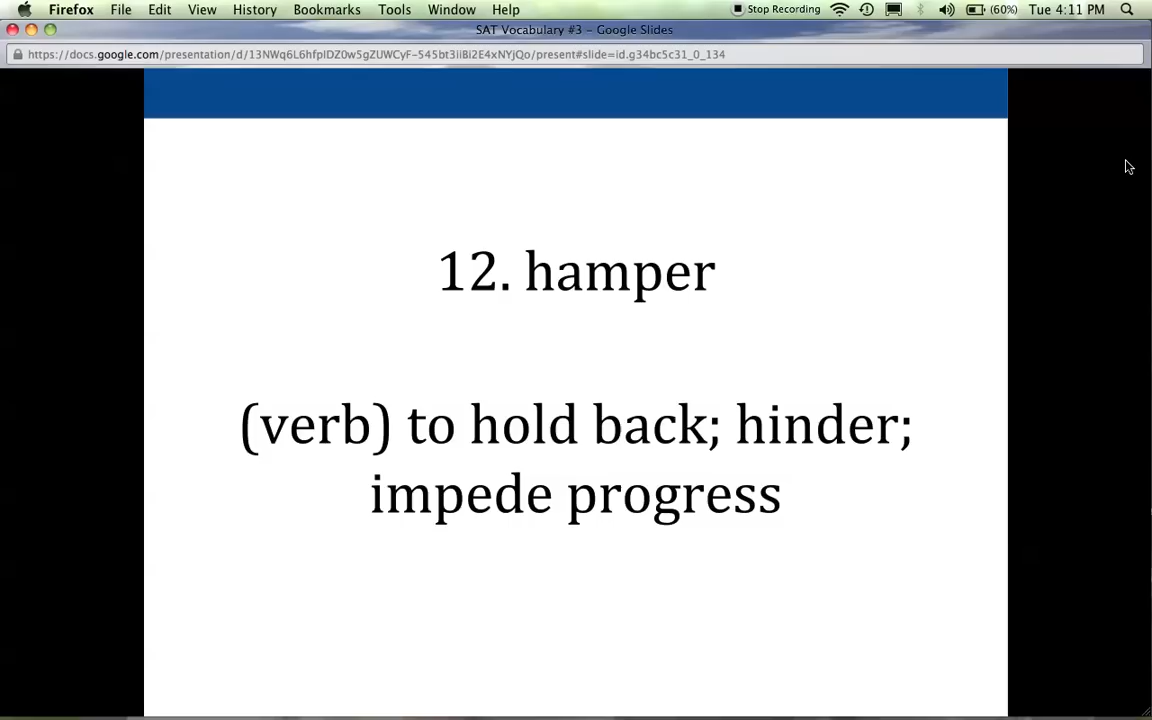 Firefox File Edit View History Bookmarks Tools Window Help Stop Recording (60%) Tue 4:11 PM
SAT Vocabulary #3 – Google Slides
https://docs.google.com/presentation/d/13NWq6L6hfplDZ0w5gZUWCyF-545bt3iiBi2E4xNYjQo/present#slide=id.g34bc5c31_0_134
12. hamper
(verb) to hold back; hinder;
impede progress